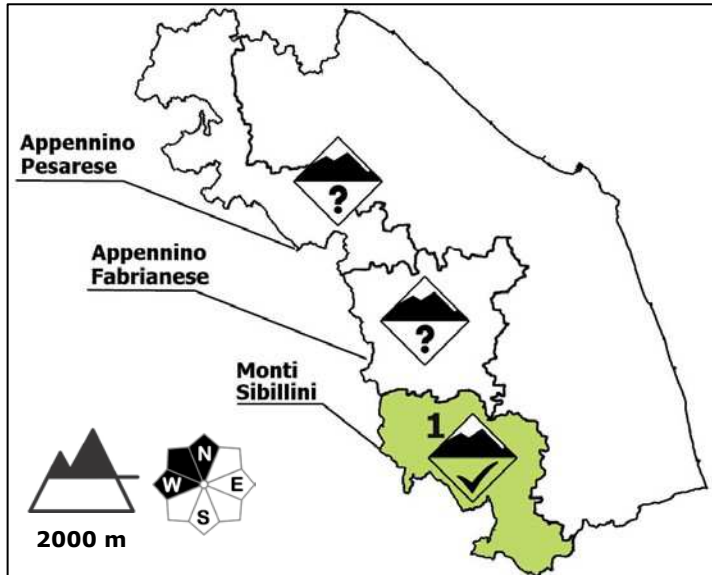 Appennino
Pesarese
?
Appennino
Fabrianese
?
Monti
Sibillini
1
N
W
E
S
2000 m